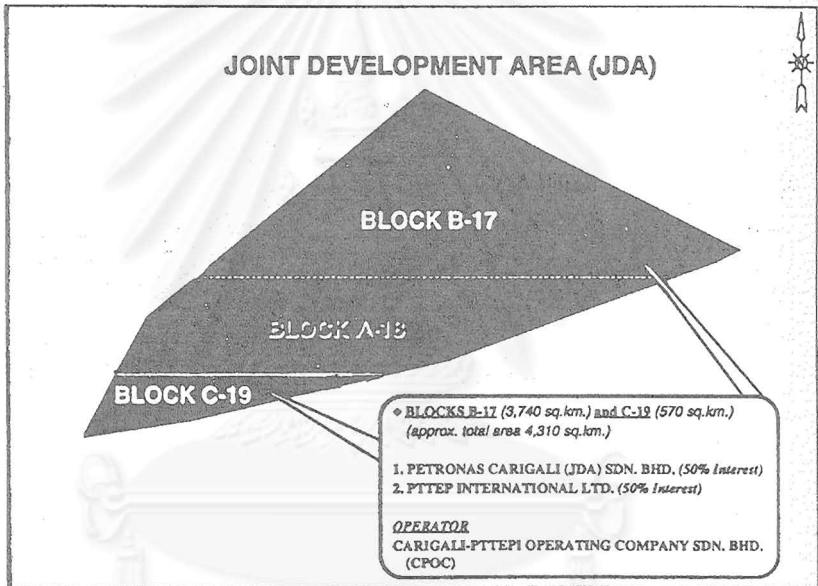 JOINT DEVELOPMENT AREA (JDA)
BLOCK B-17
BLOCK A-18
BLOCK C-19
◆ BLOCKS B-17 (3,740 sq.km.) and C-19 (570 sq.km.)
(approx. total area 4,310 sq.km.)
1. PETRONAS CARIGALI (JDA) SDN. BHD. (50% Interest)
2. PTTEP INTERNATIONAL LTD. (50% Interest)
OPERATOR
CARIGALI-PTTEPI OPERATING COMPANY SDN. BHD.
(CPOC)